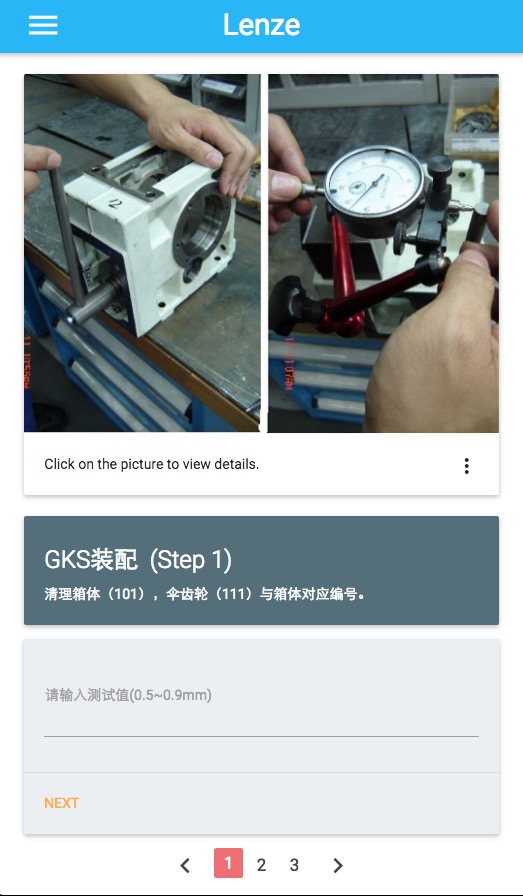 Lenze
12
Click on the picture to view details.
GKS装配 (Step 1)
清理箱体（101），伞齿轮（111）与箱体对应编号。
请输入测试值(0.5~0.9mm)
NEXT
1 2 3